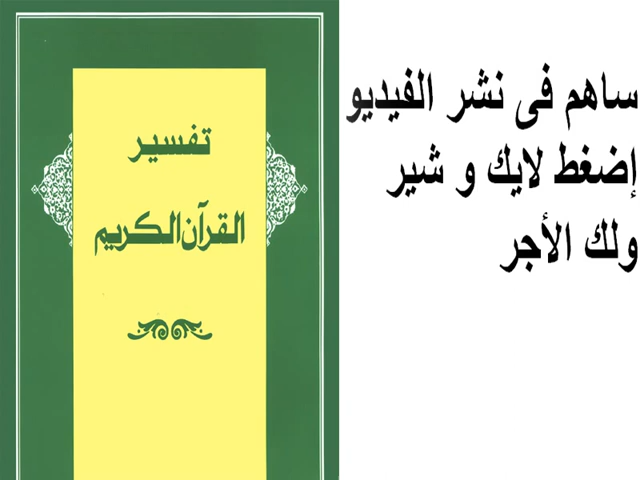 تفسير
القرآن الكريم
ساهم فى نشر الفيديو
إضغط لايك و شير
ولك الأجر